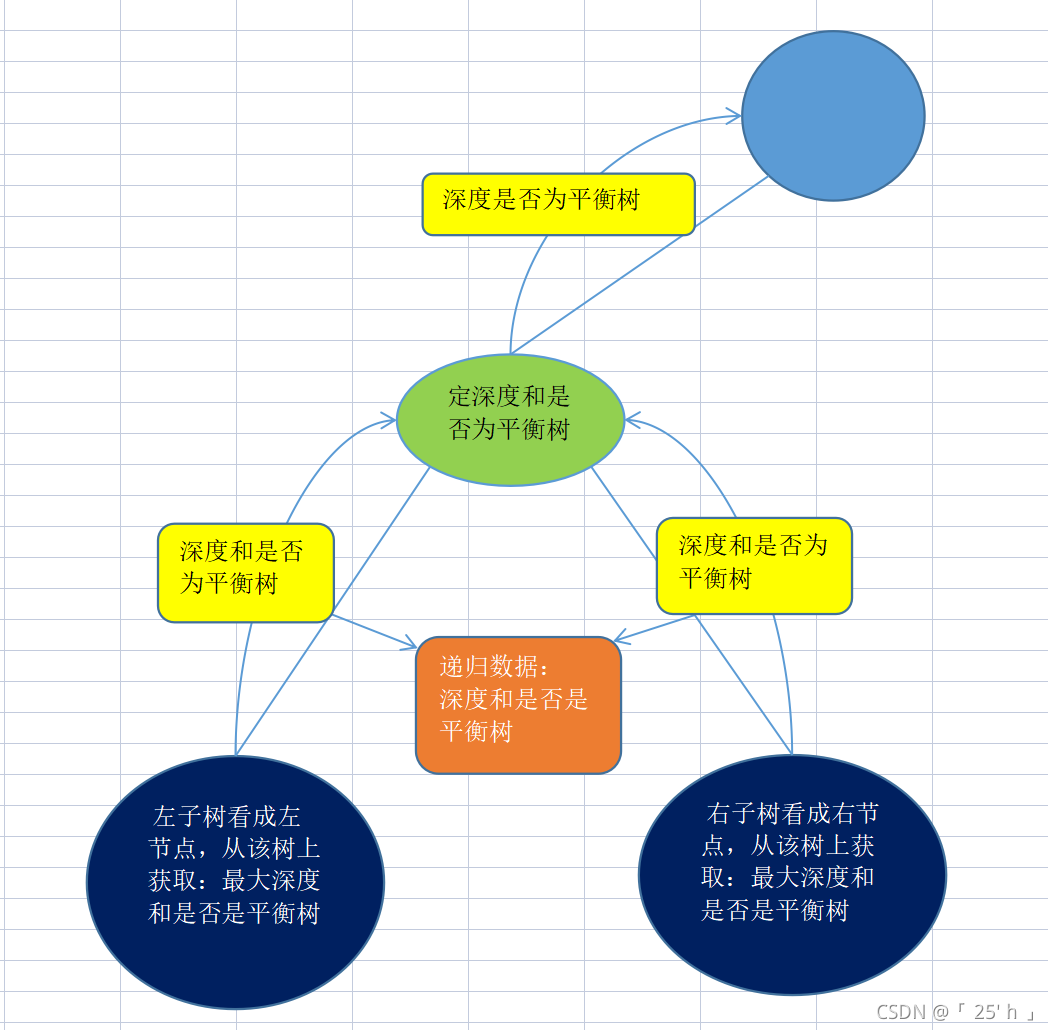 深度是否为平衡树
定深度和是
否为平衡树
深度和是否
为平衡树
深度和是否为
平衡树
递归数据：
深度和是否是
平衡树
左子树看成左
节点，从该树上
获取：最大深度
和是否是平衡树
右子树看成右节
点，从该树上获
取：最大深度和
是否是平衡树
CSDN @「 25' h 」